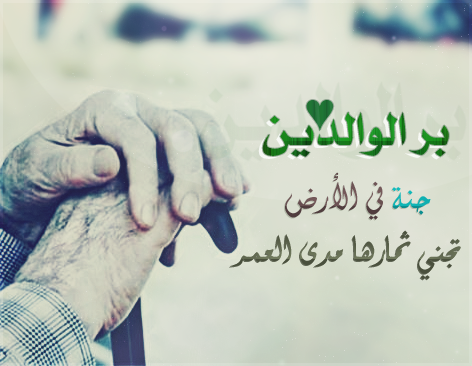 بر الوالدين
جنة في الأرض
تجني ثمارها مدى العمر